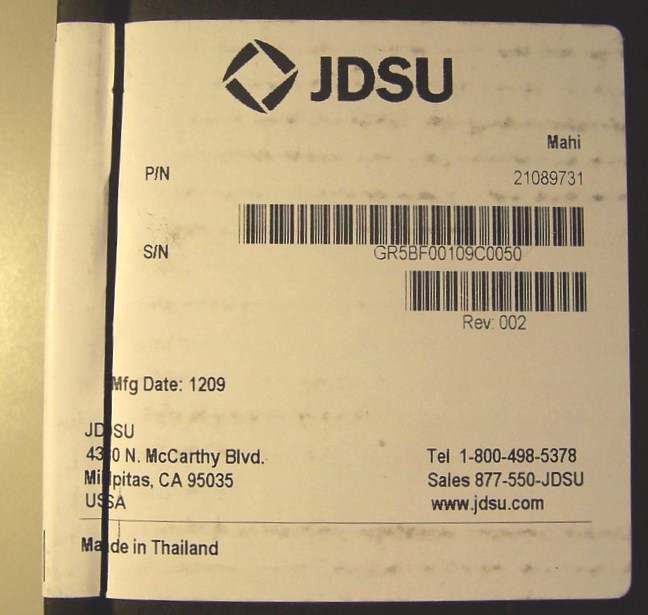 JDSU
Mahi
P/N 21089731
S/N GR5BF00109C0050
Rev: 002
Mfg Date: 1209
JDSU
N. McCarthy Blvd. Tel 1-800-498-5378
Milpitas, CA 95035 Sales 877-550-JDSU
USA www.jdsu.com
Made in Thailand